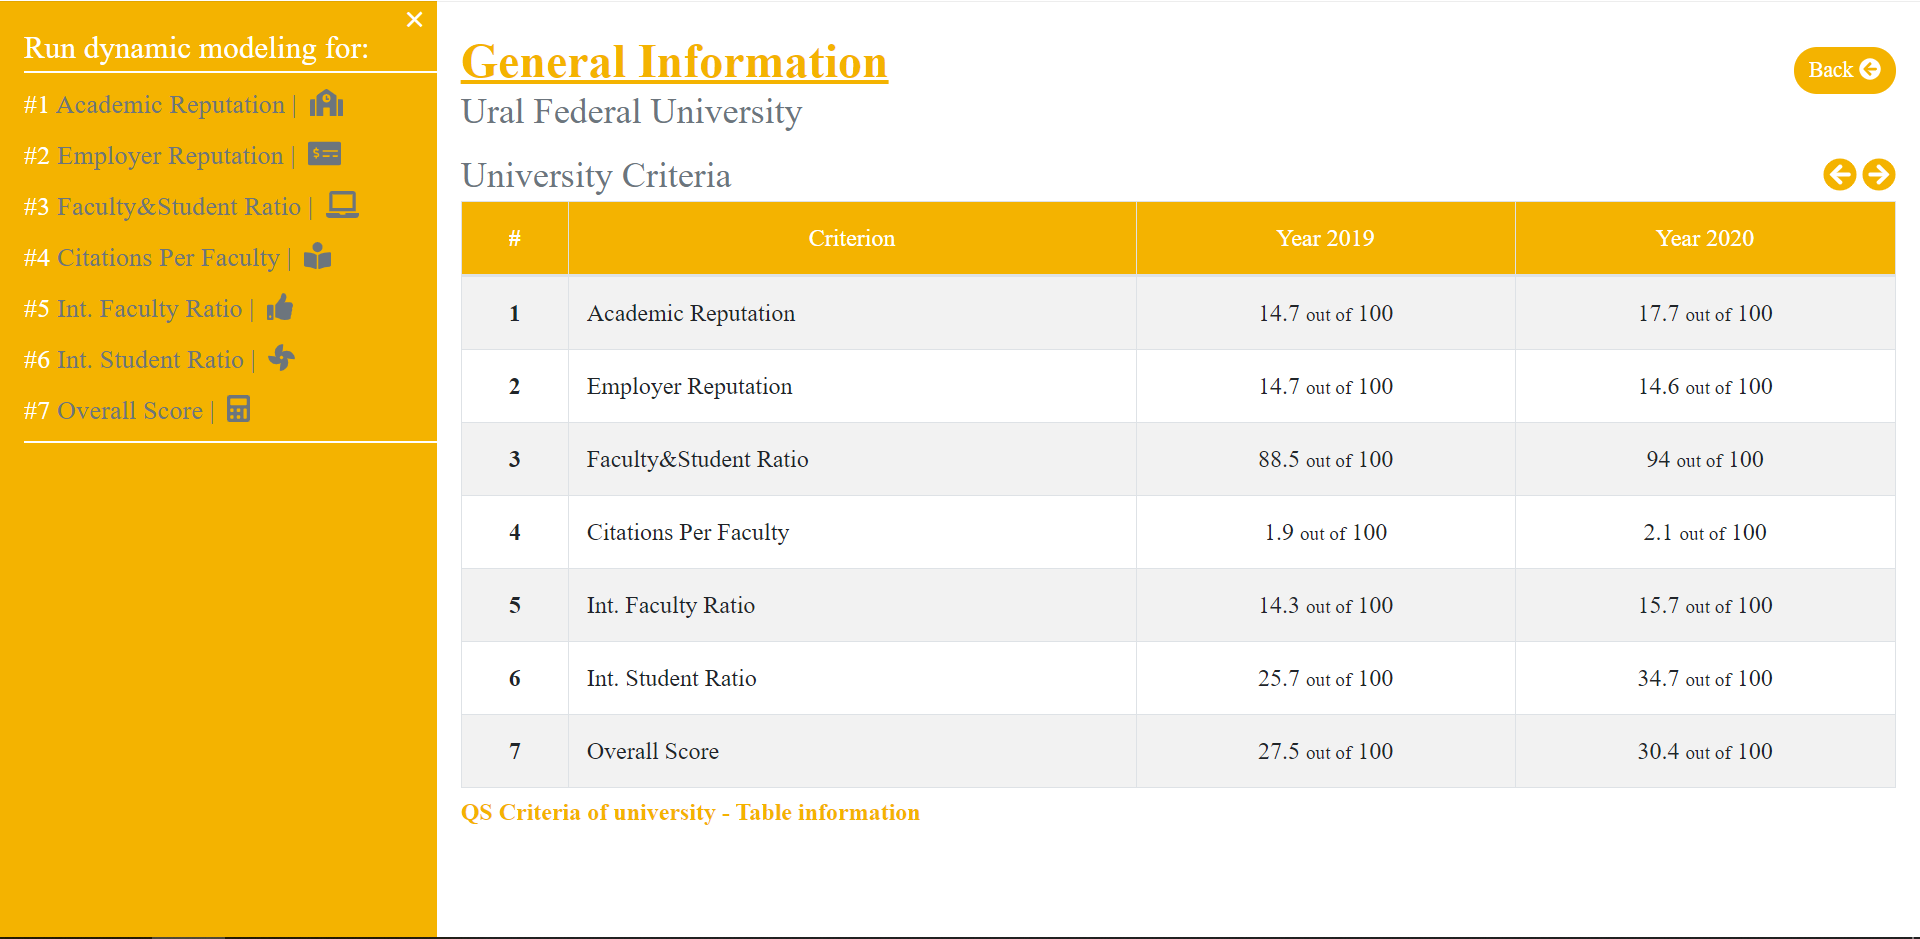 Run dynamic modeling for:
#1 Academic Reputation |
#2 Employer Reputation |
#3 Faculty&Student Ratio |
#4 Citations Per Faculty |
#5 Int. Faculty Ratio |
#6 Int. Student Ratio |
#7 Overall Score |
General Information
Back
Ural Federal University
University Criteria
# Criterion Year 2019 Year 2020
1 Academic Reputation 14.7 out of 100 17.7 out of 100
2 Employer Reputation 14.7 out of 100 14.6 out of 100
3 Faculty&Student Ratio 88.5 out of 100 94 out of 100
4 Citations Per Faculty 1.9 out of 100 2.1 out of 100
5 Int. Faculty Ratio 14.3 out of 100 15.7 out of 100
6 Int. Student Ratio 25.7 out of 100 34.7 out of 100
7 Overall Score 27.5 out of 100 30.4 out of 100
QS Criteria of university - Table information